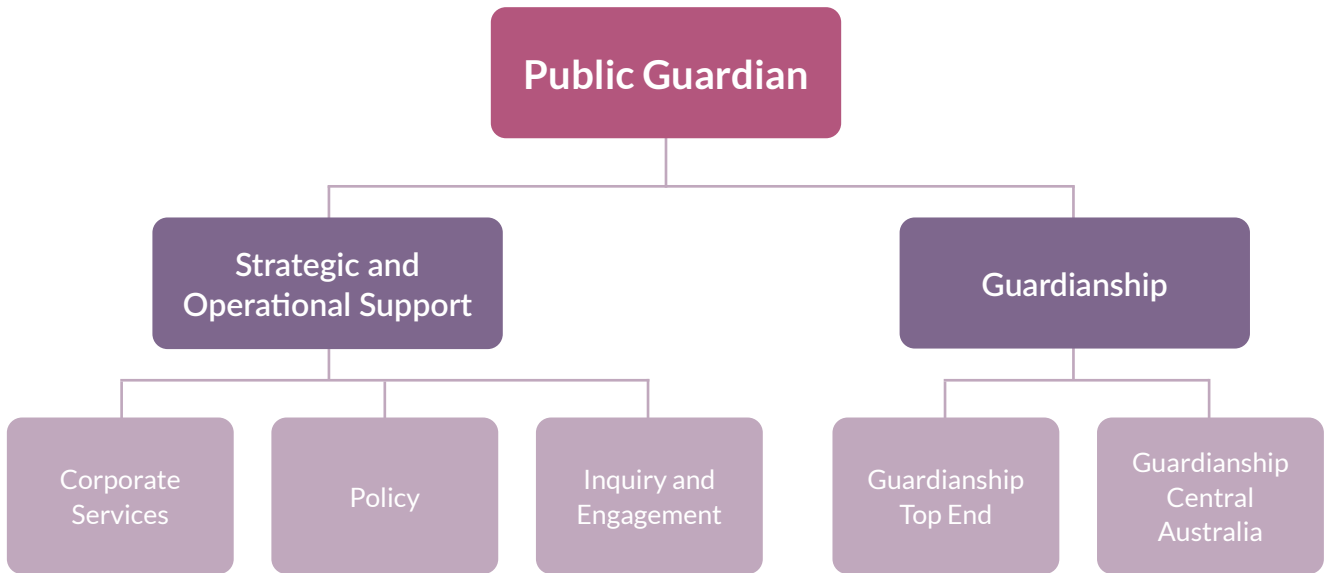 Public Guardian
Strategic and
Operational Support
Guardianship
Corporate
Services
Policy
Inquiry and
Engagement
Guardianship
Top End
Guardianship
Central
Australia